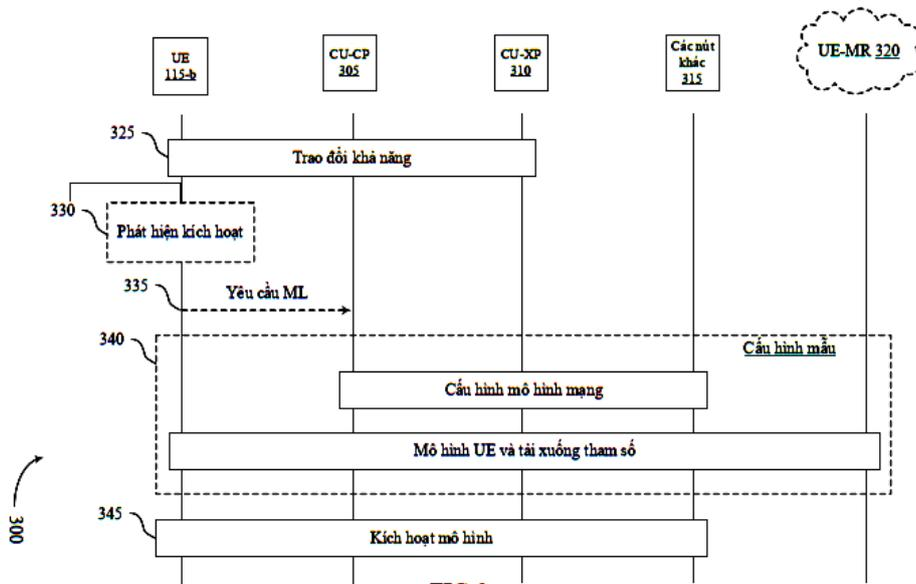 UE
115-b
CU-CP
305
CU-XP
310
Các nút
khác
315
UE-MR 320
325
Trao đổi khả năng
330
Phát hiện kích hoạt
335
Yêu cầu ML
340
Cấu hình mẫu
Cấu hình mô hình mạng
Mô hình UE và tải xuống tham số
300
345
Kích hoạt mô hình